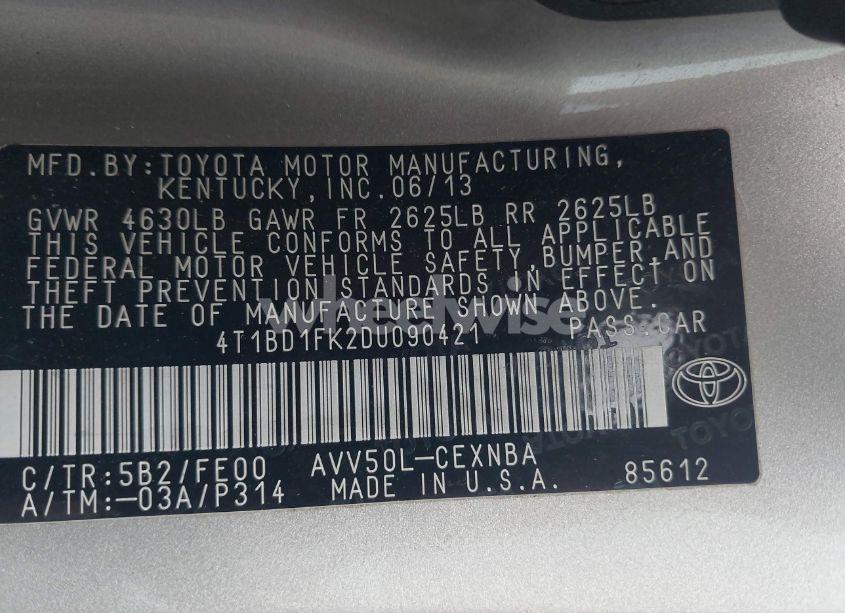 MFD.BY:TOYOTA MOTOR MANUFACTURING,
KENTUCKY,INC.06/13
GVWR 4630LB GAWR FR 2625LB RR 2625LB
THIS VEHICLE CONFORMS TO ALL APPLICABLE
FEDERAL MOTOR VEHICLE SAFETY,BUMPER,AND
THEFT PREVENTION STANDARDS IN EFFECT ON
THE DATE OF MANUFACTURE SHOWN ABOVE.
wheelwise
4T1BD1FK2DU090421 PASS.CAR
C/TR:5B2/FE00 AVV50L-CEXNBA
A/TM:-03A/P314 MADE IN U.S.A. 85612